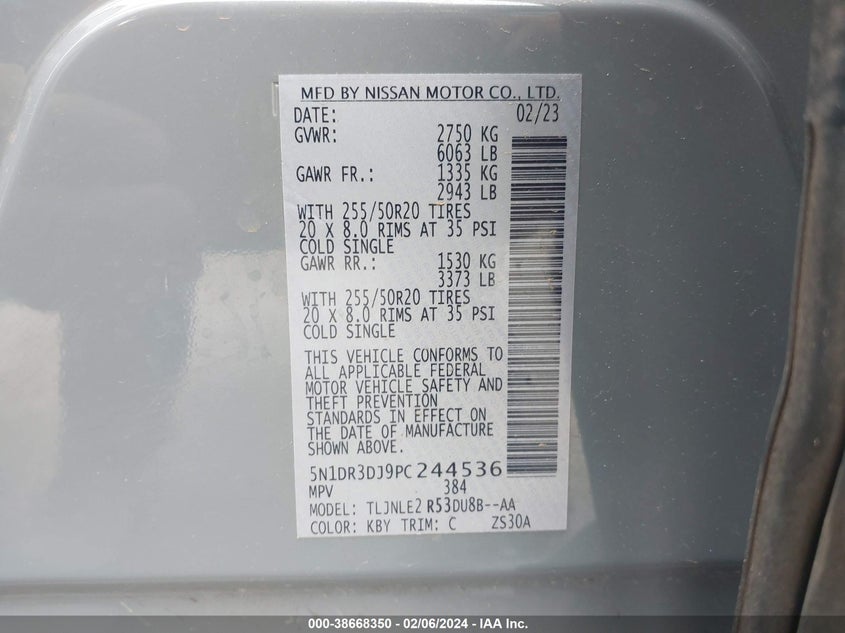 MFD BY NISSAN MOTOR CO., LTD.
DATE: 02/23
GVWR: 2750 KG
6063 LB
GAWR FR.: 1335 KG
2943 LB
WITH 255/50R20 TIRES
20 X 8.0 RIMS AT 35 PSI
COLD SINGLE
GAWR RR.: 1530 KG
3373 LB
WITH 255/50R20 TIRES
20 X 8.0 RIMS AT 35 PSI
COLD SINGLE
THIS VEHICLE CONFORMS TO
ALL APPLICABLE FEDERAL
MOTOR VEHICLE SAFETY AND
THEFT PREVENTION
STANDARDS IN EFFECT ON
THE DATE OF MANUFACTURE
SHOWN ABOVE.
5N1DR3DJ9PC244536
MPV 384
MODEL: TLJNLE2 R53DU8B--AA
COLOR: KBY TRIM: C ZS30A
000-38668350 - 02/06/2024 - IAA, Inc.